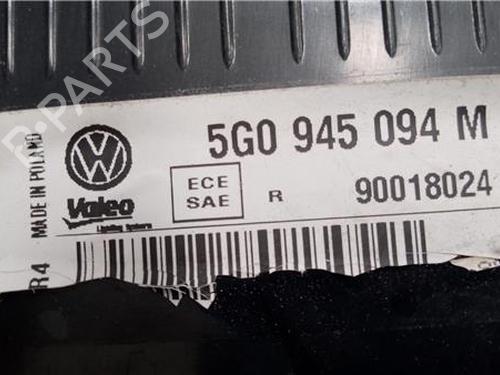 5G0 945 094 M
MADE IN POLAND
Valeo
Lighting Systems
ECE
SAE
R
90018024
R4
B-PARTS